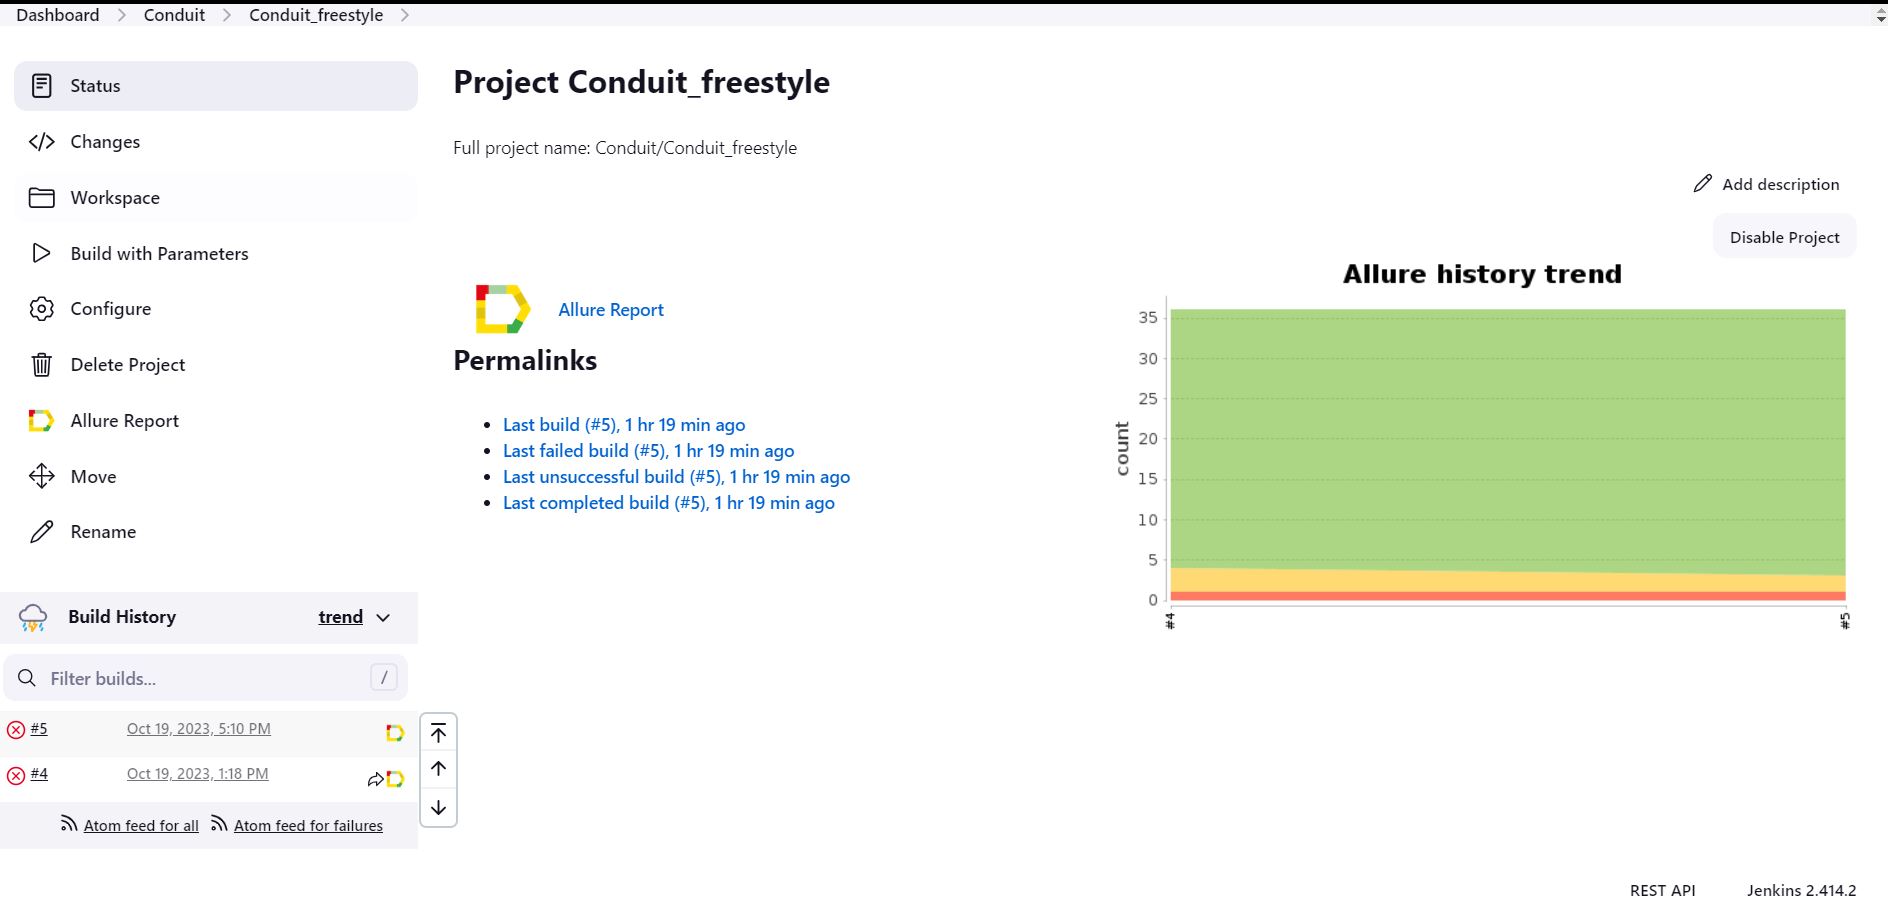 Dashboard
Conduit
Conduit_freestyle
Status
Changes
Workspace
Build with Parameters
Configure
Delete Project
Allure Report
Move
Rename
Build History
trend
Filter builds...
/
#5
Oct 19, 2023, 5:10 PM
#4
Oct 19, 2023, 1:18 PM
Atom feed for all
Atom feed for failures
Project Conduit_freestyle
Full project name: Conduit/Conduit_freestyle
Add description
Disable Project
Allure Report
Permalinks
Last build (#5), 1 hr 19 min ago
Last failed build (#5), 1 hr 19 min ago
Last unsuccessful build (#5), 1 hr 19 min ago
Last completed build (#5), 1 hr 19 min ago
Allure history trend
count
35
30
25
20
15
10
5
0
#4
#5
REST API
Jenkins 2.414.2